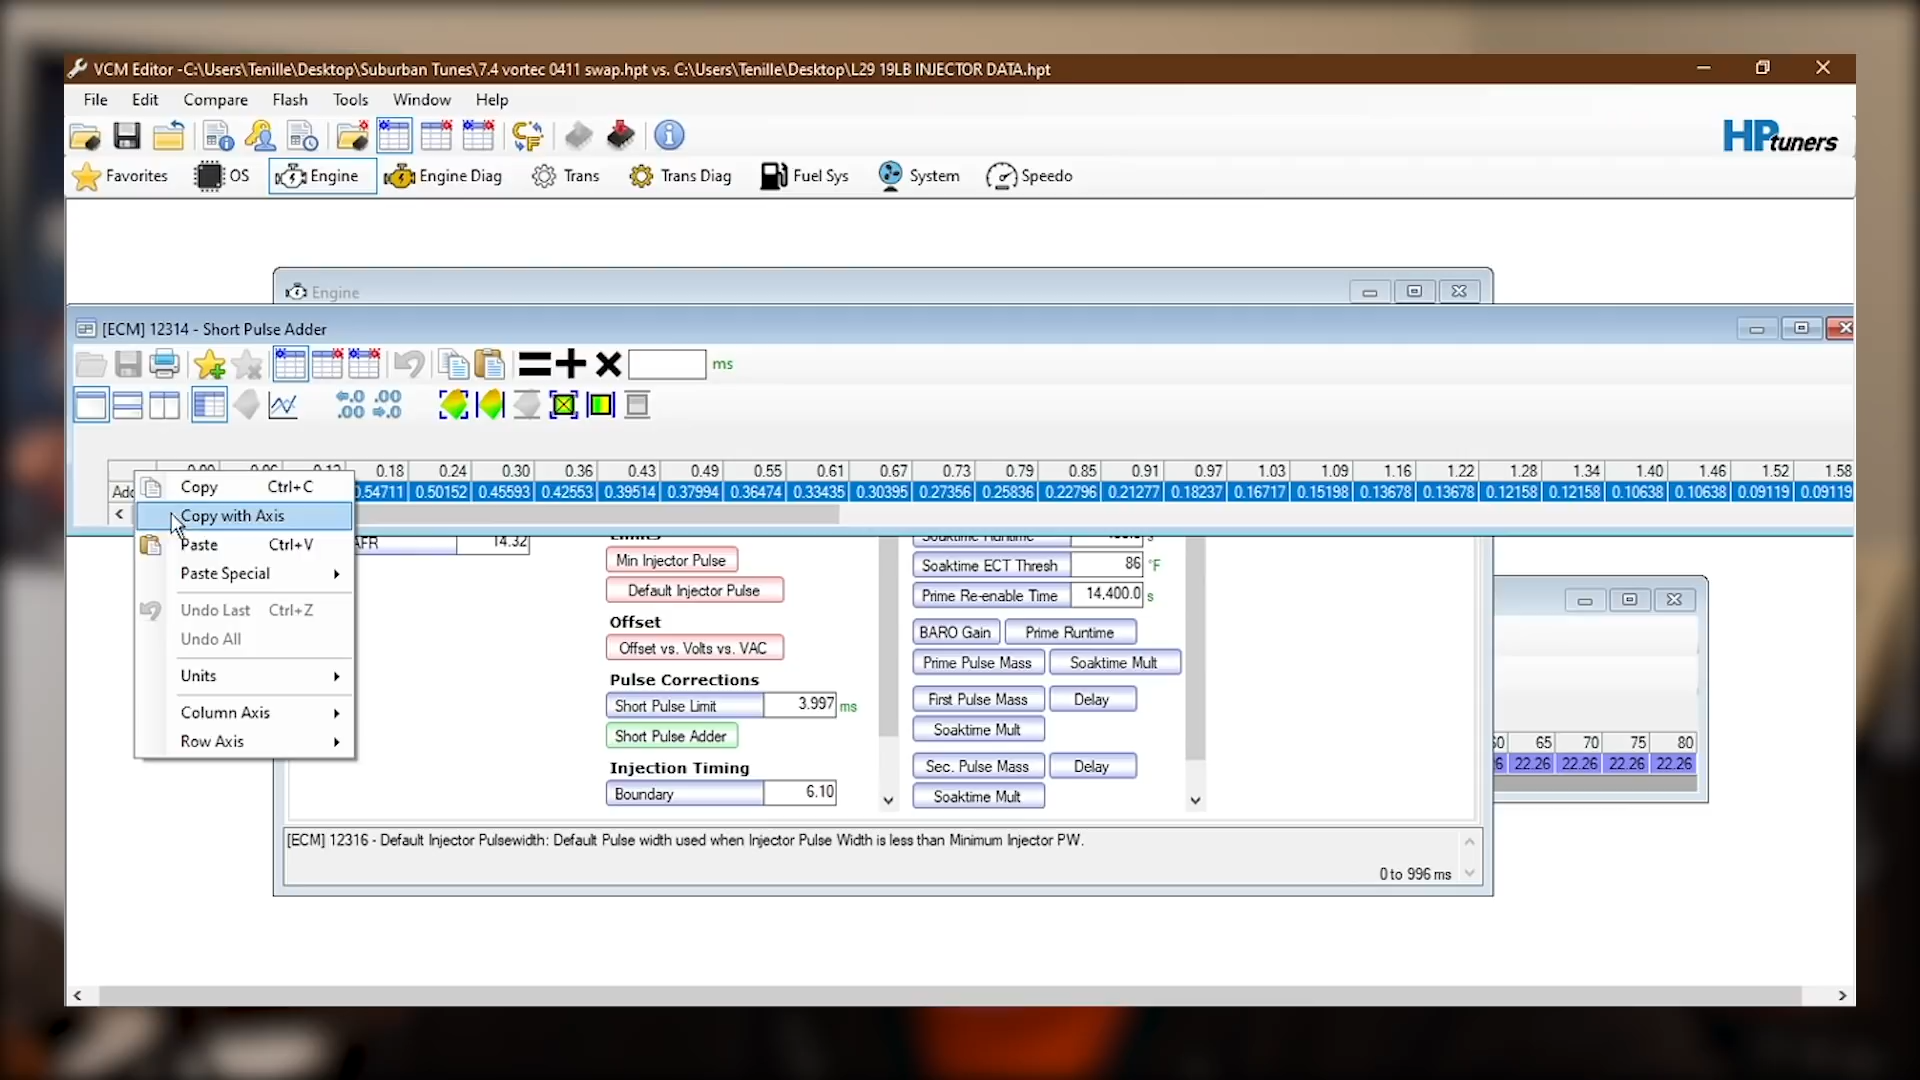 VCM Editor -C:\Users\Tenille\Desktop\Suburban Tunes\7.4 vortec 0411 swap.hpt vs. C:\Users\Tenille\Desktop\L29 19LB INJECTOR DATA.hpt
File Edit Compare Flash Tools Window Help
HPtuners
Favorites OS Engine Engine Diag Trans Trans Diag Fuel Sys System Speedo
Engine
[ECM] 12314 - Short Pulse Adder
ms
0.18 0.24 0.30 0.36 0.43 0.49 0.55 0.61 0.67 0.73 0.79 0.85 0.91 0.97 1.03 1.09 1.16 1.22 1.28 1.34 1.40 1.46 1.52 1.58
0.54711 0.50152 0.45593 0.42553 0.39514 0.37994 0.36474 0.33435 0.30395 0.27356 0.25836 0.22796 0.21277 0.18237 0.16717 0.15198 0.13678 0.13678 0.12158 0.12158 0.10638 0.10638 0.09119 0.09119
Copy Ctrl+C
Copy with Axis
Paste Ctrl+V
Paste Special
Undo Last Ctrl+Z
Undo All
Units
Column Axis
Row Axis
AFR 14.32
Min Injector Pulse
Default Injector Pulse
Offset
Offset vs. Volts vs. VAC
Pulse Corrections
Short Pulse Limit 3.997 ms
Short Pulse Adder
Injection Timing
Boundary 6.10
Soaktime ECT Thresh 86 °F
Prime Re-enable Time 14,400.0 s
BARO Gain Prime Runtime
Prime Pulse Mass Soaktime Mult
First Pulse Mass Delay
Soaktime Mult
Sec. Pulse Mass Delay
Soaktime Mult
65 70 75 80
22.26 22.26 22.26 22.26
[ECM] 12316 - Default Injector Pulsewidth: Default Pulse width used when Injector Pulse Width is less than Minimum Injector PW.
0 to 996 ms